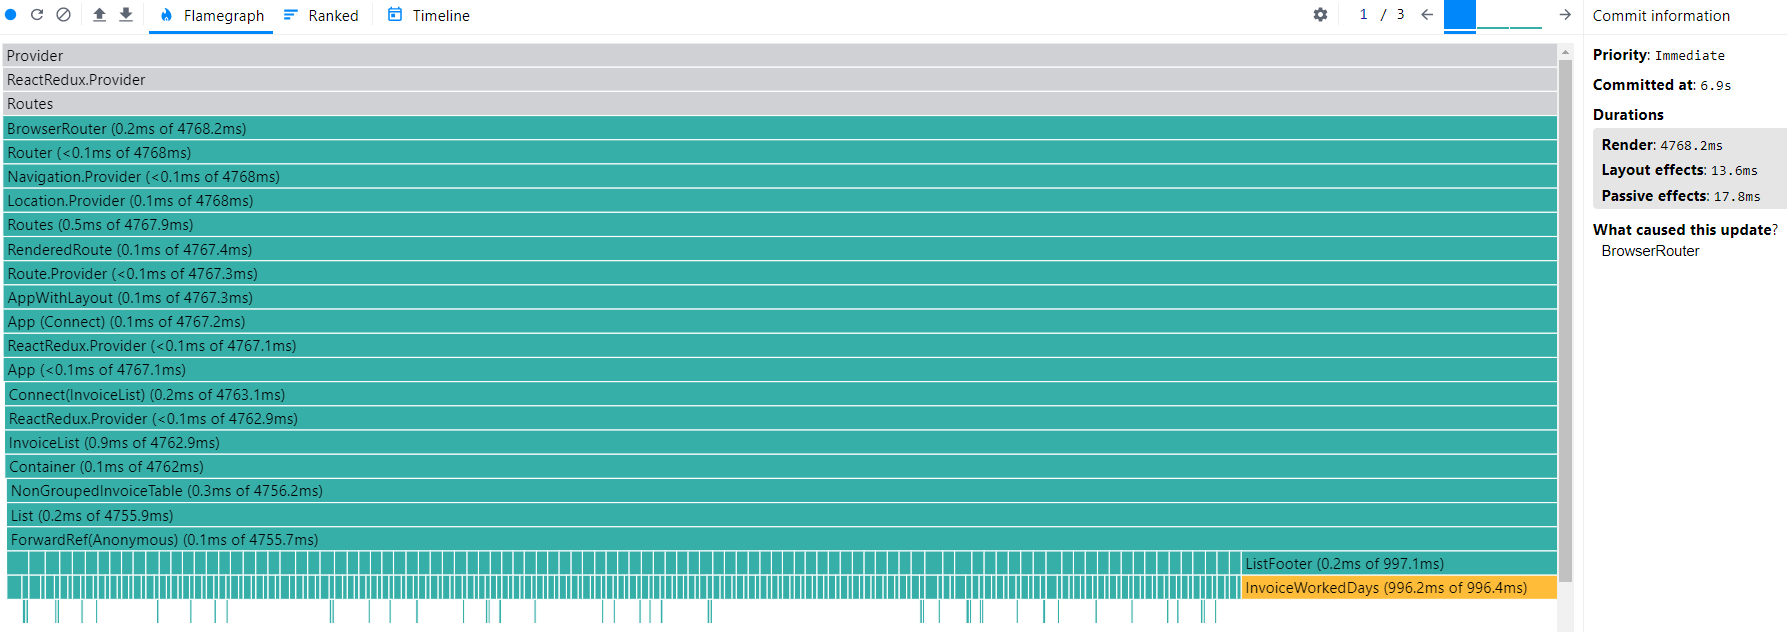 Flamegraph Ranked Timeline 1 / 3 Commit information
Provider
ReactRedux.Provider
Routes
BrowserRouter (0.2ms of 4768.2ms)
Router (<0.1ms of 4768ms)
Navigation.Provider (<0.1ms of 4768ms)
Location.Provider (0.1ms of 4768ms)
Routes (0.5ms of 4767.9ms)
RenderedRoute (0.1ms of 4767.4ms)
Route.Provider (<0.1ms of 4767.3ms)
AppWithLayout (0.1ms of 4767.3ms)
App (Connect) (0.1ms of 4767.2ms)
ReactRedux.Provider (<0.1ms of 4767.1ms)
App (<0.1ms of 4767.1ms)
Connect(InvoiceList) (0.2ms of 4763.1ms)
ReactRedux.Provider (<0.1ms of 4762.9ms)
InvoiceList (0.9ms of 4762.9ms)
Container (0.1ms of 4762ms)
NonGroupedInvoiceTable (0.3ms of 4756.2ms)
List (0.2ms of 4755.9ms)
ForwardRef(Anonymous) (0.1ms of 4755.7ms)
ListFooter (0.2ms of 997.1ms)
InvoiceWorkedDays (996.2ms of 996.4ms)
Priority: Immediate
Committed at: 6.9s
Durations
Render: 4768.2ms
Layout effects: 13.6ms
Passive effects: 17.8ms
What caused this update?
BrowserRouter